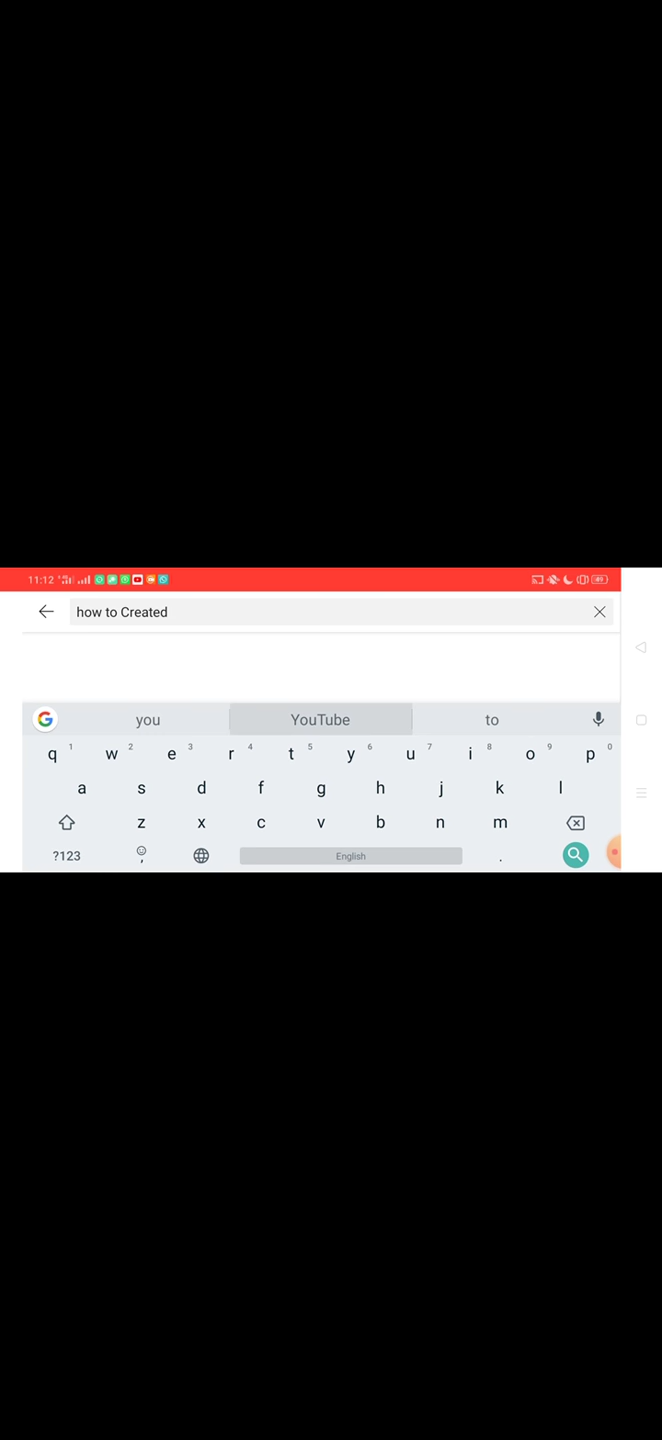 11:12
how to Created
you YouTube to
q 1 w 2 e 3 r 4 t 5 y 6 u 7 i 8 o 9 p 0
a s d f g h j k l
z x c v b n m
?123 , English .